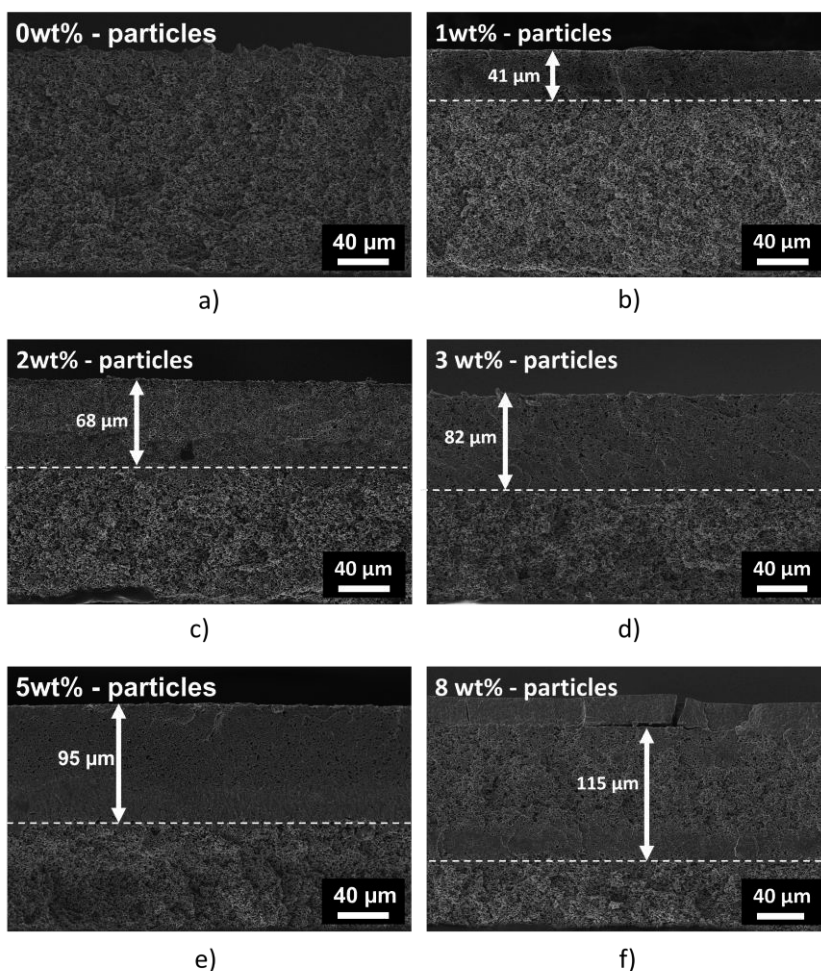 0wt% - particles
40 µm
a)
1wt% - particles
41 µm
40 µm
b)
2wt% - particles
68 µm
40 µm
c)
3 wt% - particles
82 µm
40 µm
d)
5wt% - particles
95 µm
40 µm
e)
8 wt% - particles
115 µm
40 µm
f)